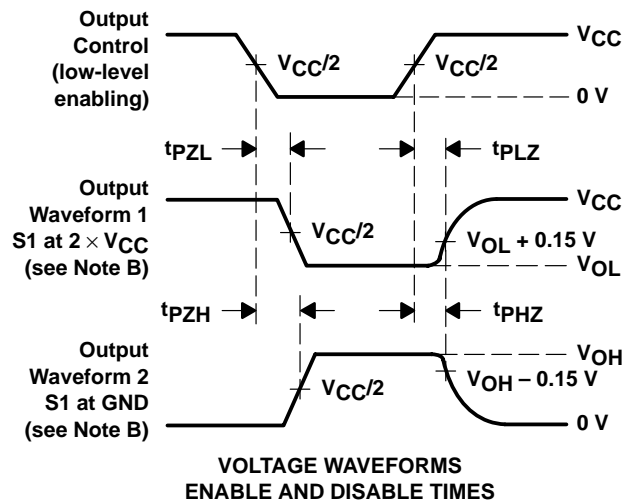 Output
Control
(low-level
enabling)
VCC/2
VCC/2
VCC
0 V
tPZL
tPLZ
Output
Waveform 1
S1 at 2 × VCC
(see Note B)
VCC/2
VCC
VOL + 0.15 V
VOL
tPZH
tPHZ
Output
Waveform 2
S1 at GND
(see Note B)
VCC/2
VOH
VOH – 0.15 V
0 V
VOLTAGE WAVEFORMS
ENABLE AND DISABLE TIMES